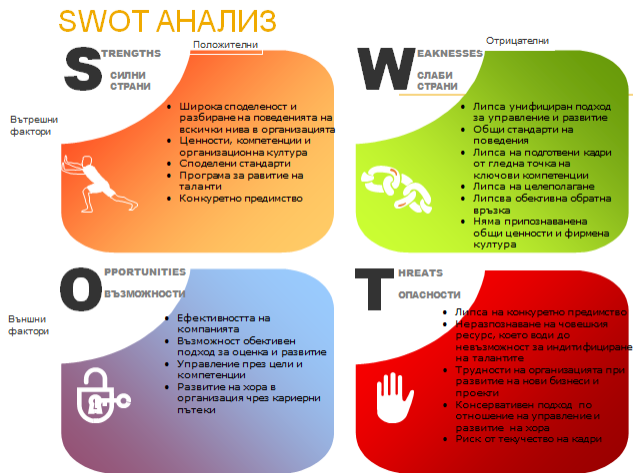 SWOT АНАЛИЗ
Положителни
Отрицателни
Вътрешни
фактори
STRENGTHS
СИЛНИ
СТРАНИ
Широка споделеност и
разбиране на поведенията на
вскички нива в организацията
Ценности, компетенции и
организационна култура
Споделени стандарти
Програма за равитие на
таланти
Конкуретно предимство
WEAKNESSES
СЛАБИ
СТРАНИ
Липса унифициран подход
за управление и развитие
Общи стандарти на
поведения
Липса на подготвени кадри
от гледна точка на
ключови компетенции
Липса на целеполагане
Липсва обективна обратна
връзка
Няма припознаванена
общи ценности и фирмена
култура
Външни
фактори
OPPORTUNITIES
ВЪЗМОЖНОСТИ
Ефективността на
компанията
Възможност обективен
подход за оценка и развитие
Управление през цели и
компетенции
Развитие на хора в
организация чрез кариерни
пътеки
THREATS
ОПАСНОСТИ
Липса на конкуретно прединство
Неразпознаване на човешкия
ресурс, което води до
невъзможност за индитифициране
на талантите
Трудности на организацията при
развитие на нови бизнеси и
проекти
Консервативен подход по
отношение на управление и
развитие на хора
Риск от текучество на кадри